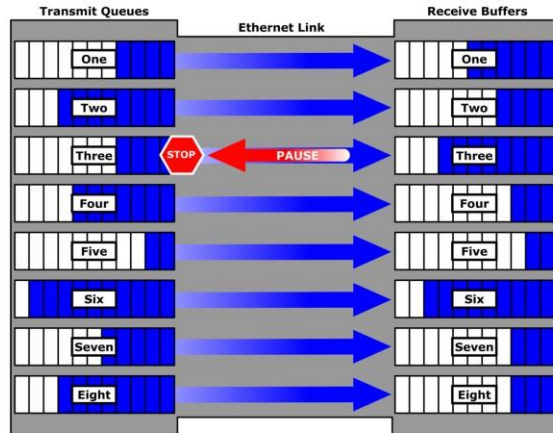 Transmit Queues
Ethernet Link
Receive Buffers
One
One
Two
Two
Three
STOP
PAUSE
Three
Four
Four
Five
Five
Six
Six
Seven
Seven
Eight
Eight